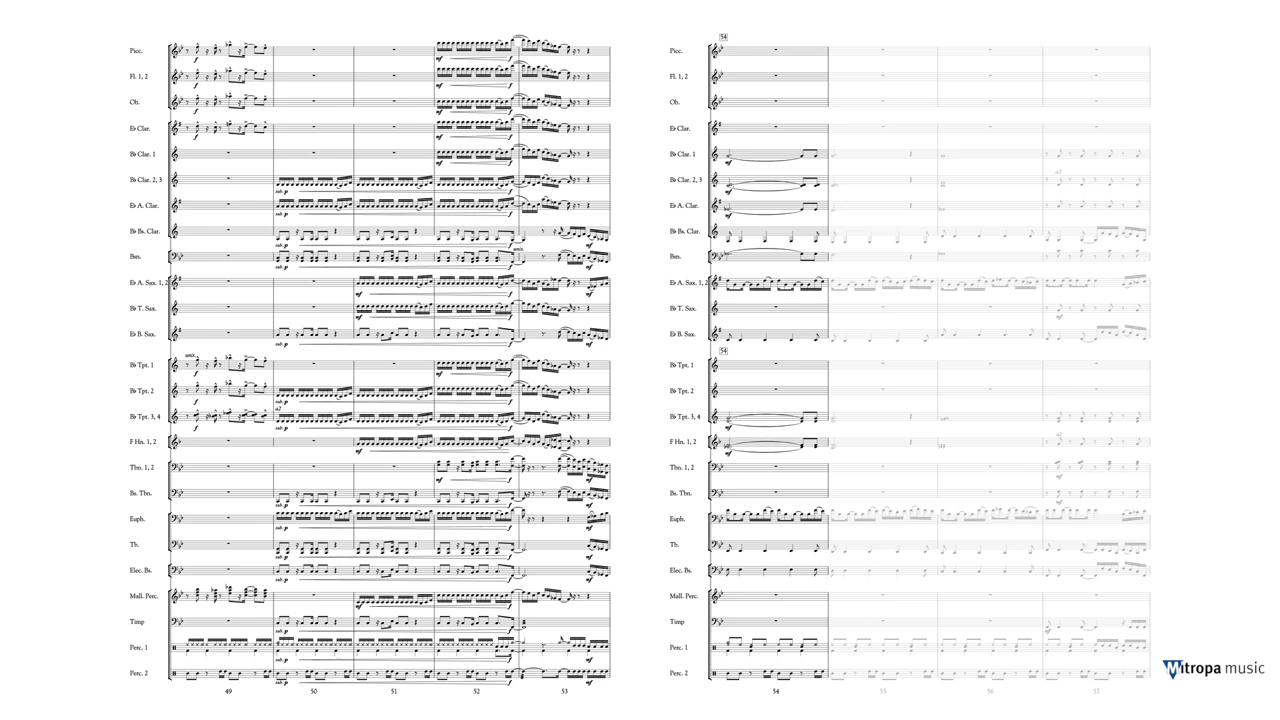 Picc.
Fl. 1, 2
Ob.
E♭ Clar.
B♭ Clar. 1
B♭ Clar. 2, 3
E♭ A. Clar.
B♭ Bs. Clar.
Bsn.
E♭ A. Sax. 1, 2
B♭ T. Sax.
E♭ B. Sax.
B♭ Tpt. 1
B♭ Tpt. 2
B♭ Tpt. 3, 4
F Hn. 1, 2
Tbn. 1, 2
Bs. Tbn.
Euph.
Tb.
Elec. Bs.
Mall. Perc.
Timp
Perc. 1
Perc. 2
49 50 51 52 53
54
Picc.
Fl. 1, 2
Ob.
E♭ Clar.
B♭ Clar. 1
B♭ Clar. 2, 3
E♭ A. Clar.
B♭ Bs. Clar.
Bsn.
E♭ A. Sax. 1, 2
B♭ T. Sax.
E♭ B. Sax.
54
B♭ Tpt. 1
B♭ Tpt. 2
B♭ Tpt. 3, 4
F Hn. 1, 2
Tbn. 1, 2
Bs. Tbn.
Euph.
Tb.
Elec. Bs.
Mall. Perc.
Timp
Perc. 1
Perc. 2
54 55 56 57
Mitropa music